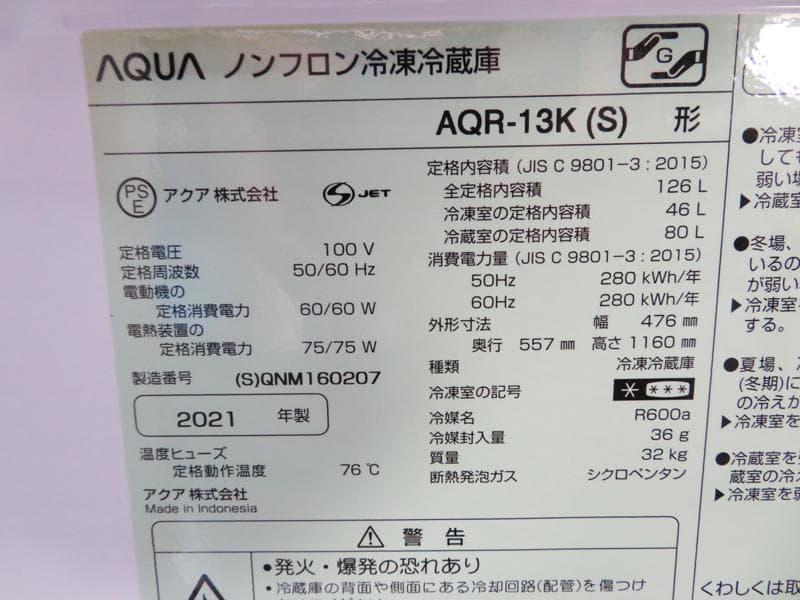 AQUA ノンフロン冷凍冷蔵庫
G
AQR-13K (S) 形
PS E アクア 株式会社
S JET
定格電圧 100 V
定格周波数 50/60 Hz
電動機の
定格消費電力 60/60 W
電熱装置の
定格消費電力 75/75 W
製造番号 (S)QNM160207
2021 年製
温度ヒューズ
定格動作温度 76 ℃
アクア 株式会社
Made in Indonesia
定格内容積 (JIS C 9801-3 : 2015)
全定格内容積 126 L
冷凍室の定格内容積 46 L
冷蔵室の定格内容積 80 L
消費電力量 (JIS C 9801-3 : 2015)
50Hz 280 kWh/年
60Hz 280 kWh/年
外形寸法 幅 476 mm
奥行 557 mm 高さ 1160 mm
種類 冷凍冷蔵庫
冷凍室の記号 * ***
冷媒名 R600a
冷媒封入量 36 g
質量 32 kg
断熱発泡ガス シクロペンタン
⚠ 警告
●発火・爆発の恐れあり
・冷蔵庫の背面や側面にある冷却回路(配管)を傷つけ
●冷凍室
しても
弱い場
▶冷蔵室
●冬場、
いるの
が弱い
▶冷凍室
する。
●夏場、
(冬期)に
の冷えか
▶冷凍室を
●冷蔵室を
蔵室の冷え
▶冷凍室を弱
くわしくは取